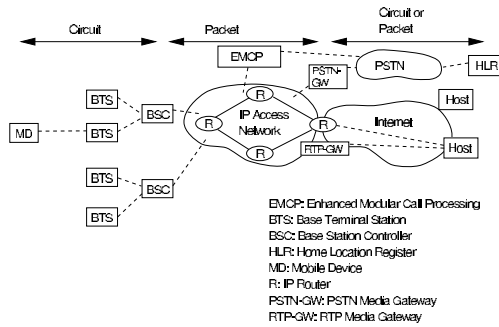 Circuit
Packet
Circuit or
Packet
EMCP
PSTN
HLR
PSTN-
GW
BTS
BSC
R
Host
MD
BTS
R
IP Access
Network
R
Internet
R
RTP-GW
Host
BTS
BSC
BTS
EMCP: Enhanced Modular Call Processing
BTS: Base Terminal Station
BSC: Base Station Controller
HLR: Home Location Register
MD: Mobile Device
R: IP Router
PSTN-GW: PSTN Media Gateway
RTP-GW: RTP Media Gateway